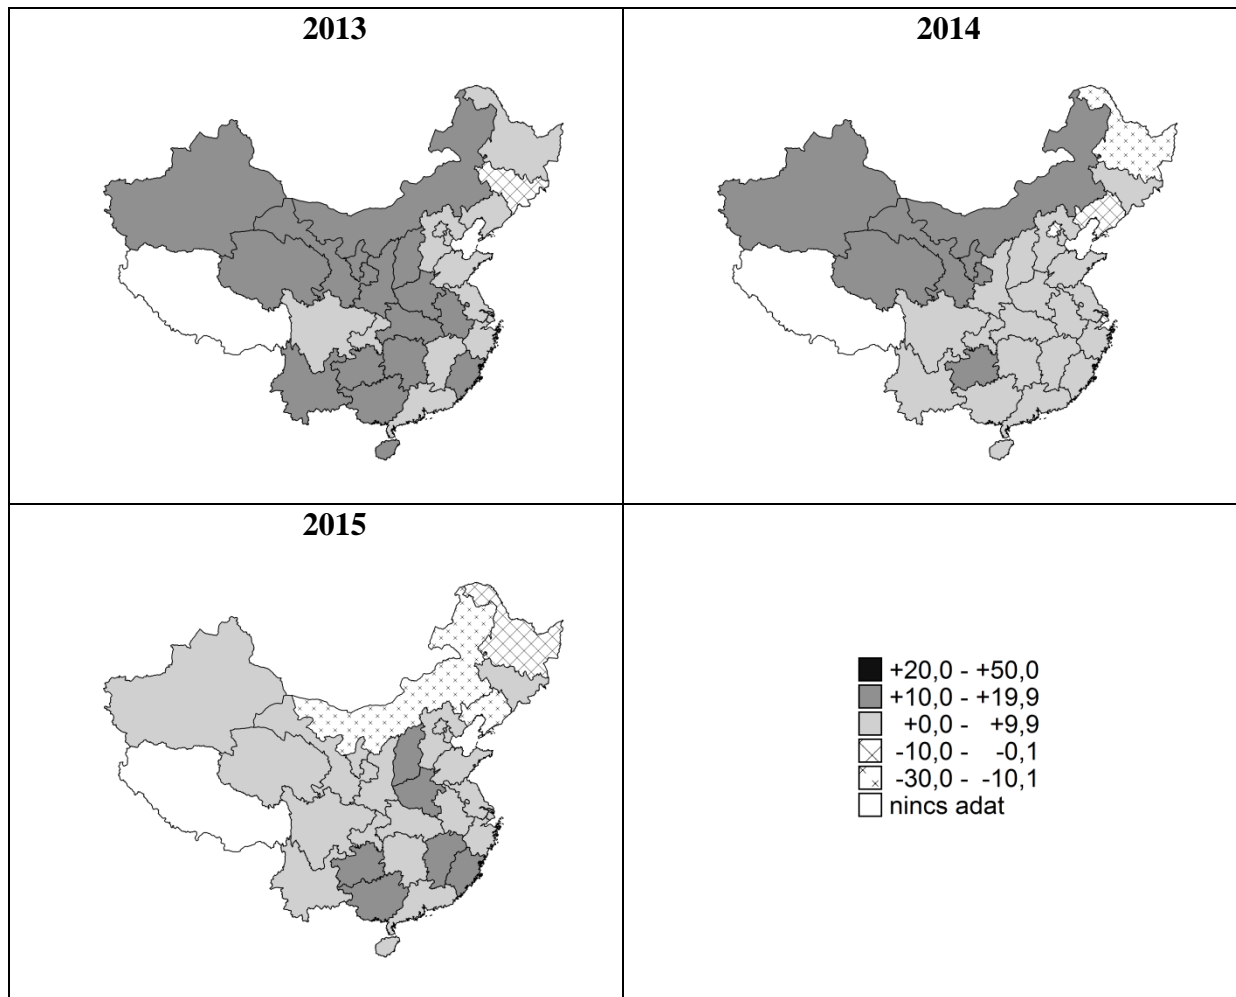 2013
2014
2015
+20,0 - +50,0
+10,0 - +19,9
+0,0 - +9,9
-10,0 - -0,1
-30,0 - -10,1
nincs adat